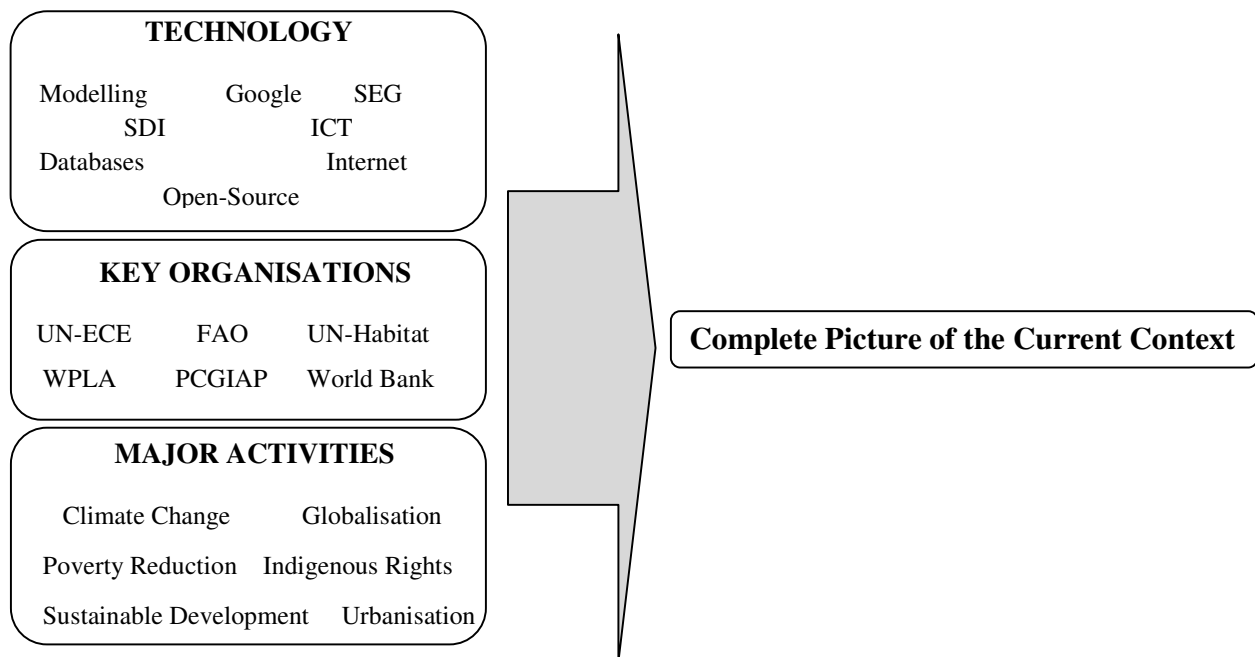 TECHNOLOGY
Modelling Google SEG
SDI ICT
Databases Internet
Open-Source
KEY ORGANISATIONS
UN-ECE FAO UN-Habitat
WPLA PCGIAP World Bank
MAJOR ACTIVITIES
Climate Change Globalisation
Poverty Reduction Indigenous Rights
Sustainable Development Urbanisation
Complete Picture of the Current Context